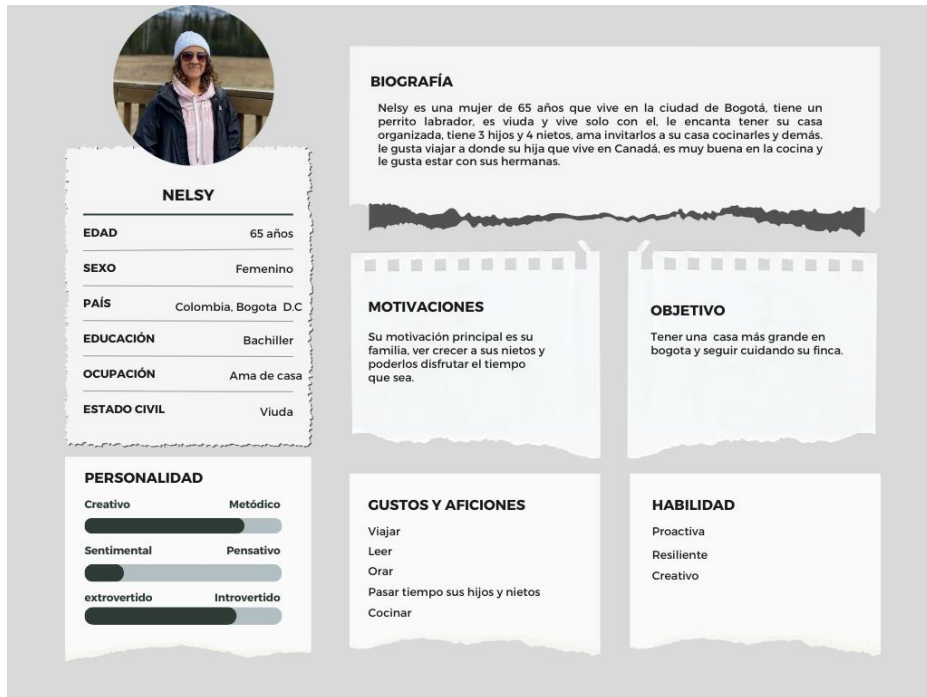 NELSY
EDAD 65 años
SEXO Femenino
PAÍS Colombia, Bogota D.C
EDUCACIÓN Bachiller
OCUPACIÓN Ama de casa
ESTADO CIVIL Viuda
PERSONALIDAD
Creativo Metódico
Sentimental Pensativo
extrovertido Introvertido
BIOGRAFÍA
Nelsy es una mujer de 65 años que vive en la ciudad de Bogotá, tiene un
perrito labrador, es viuda y vive solo con el, le encanta tener su casa
organizada, tiene 3 hijos y 4 nietos, ama invitarlos a su casa cocinarles y demás.
le gusta viajar a donde su hija que vive en Canadá, es muy buena en la cocina y
le gusta estar con sus hermanas.
MOTIVACIONES
Su motivación principal es su
familia, ver crecer a sus nietos y
poderlos disfrutar el tiempo
que sea.
OBJETIVO
Tener una casa más grande en
bogota y seguir cuidando su finca.
GUSTOS Y AFICIONES
Viajar
Leer
Orar
Pasar tiempo sus hijos y nietos
Cocinar
HABILIDAD
Proactiva
Resiliente
Creativo